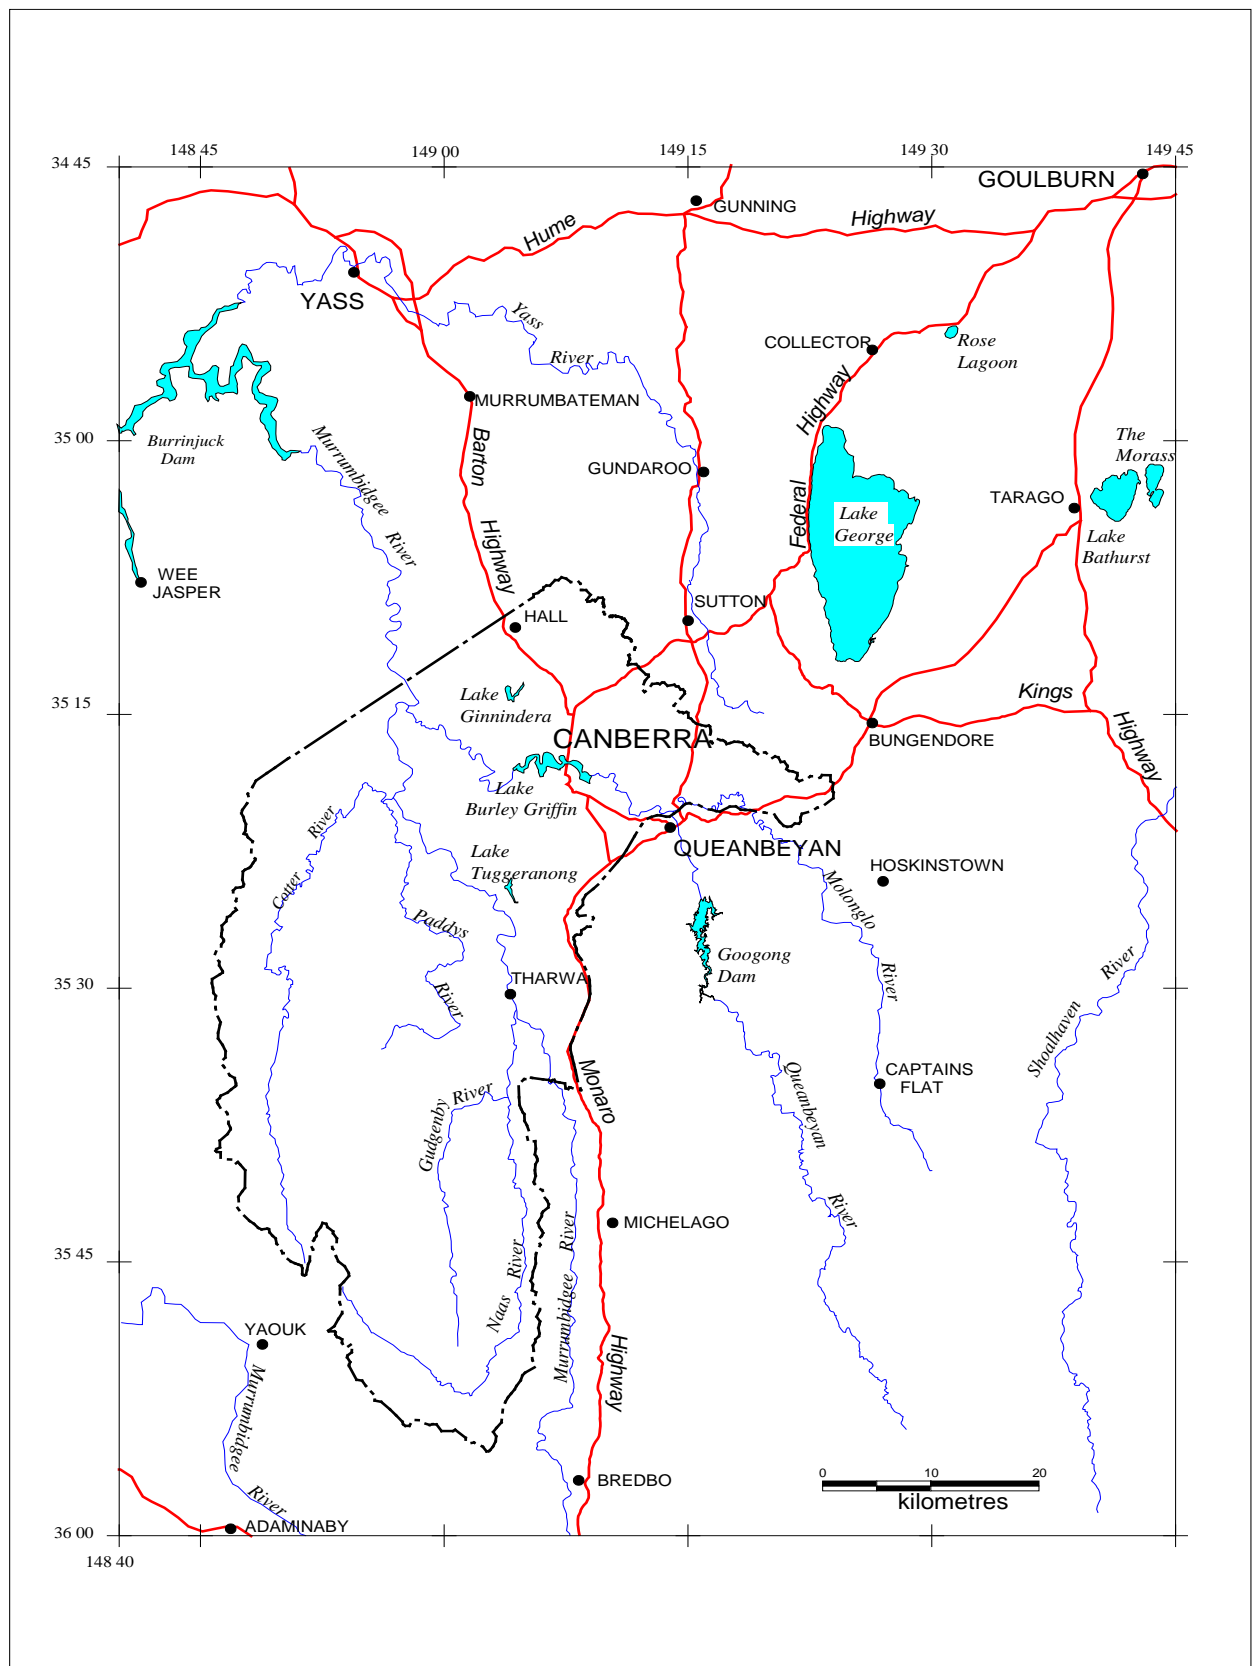 148 45
149 00
149 15
149 30
149 45
34 45
GOULBURN
GUNNING
Hume
Highway
YASS
Yass
River
COLLECTOR
Rose
Lagoon
Highway
MURRUMBATEMAN
35 00
Burrinjuck
Dam
Murrumbidgee
River
Barton
Highway
GUNDAROO
The
Morass
TARAGO
Federal
Lake
George
Lake
Bathurst
WEE
JASPER
SUTTON
HALL
35 15
Lake
Ginnindera
Kings
Highway
CANBERRA
BUNGENDORE
Lake
Burley Griffin
River
Cotter
QUEANBEYAN
Lake
Tuggeranong
HOSKINSTOWN
Molonglo
River
Paddys
River
Googong
Dam
River
Shoalhaven
35 30
THARWA
Monaro
Highway
CAPTAINS
FLAT
Queanbeyan
River
Gudgenby
River
MICHELAGO
35 45
Naas
River
Murrumbidgee
River
YAOUK
Murrumbidgee
River
BREDBO
0
10
20
kilometres
ADAMINABY
36 00
148 40